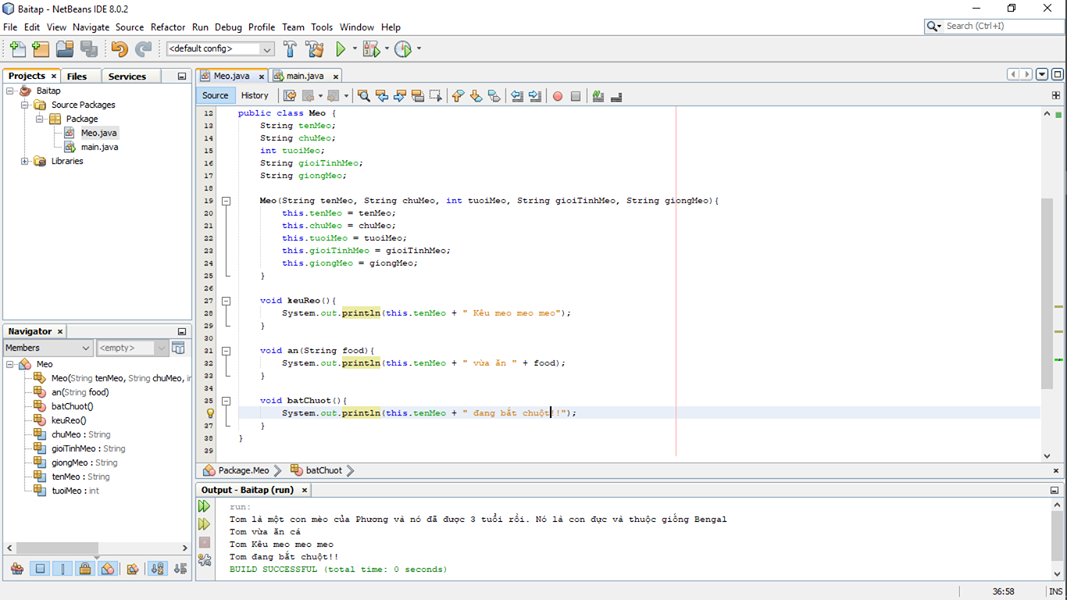 Baitap - NetBeans IDE 8.0.2
File Edit View Navigate Source Refactor Run Debug Profile Team Tools Window Help
Search (Ctrl+I)
<default config>
Projects Files Services
Baitap
Source Packages
Package
Meo.java
main.java
Libraries
Meo.java main.java
Source History
12 public class Meo {
13 String tenMeo;
14 String chuMeo;
15 int tuoiMeo;
16 String gioiTinhMeo;
17 String giongMeo;
18
19 Meo(String tenMeo, String chuMeo, int tuoiMeo, String gioiTinhMeo, String giongMeo){
20 this.tenMeo = tenMeo;
21 this.chuMeo = chuMeo;
22 this.tuoiMeo = tuoiMeo;
23 this.gioiTinhMeo = gioiTinhMeo;
24 this.giongMeo = giongMeo;
25 }
26
27 void keuReo(){
28 System.out.println(this.tenMeo + " Kêu meo meo meo");
29 }
30
31 void an(String food){
32 System.out.println(this.tenMeo + " vừa ăn " + food);
33 }
34
35 void batChuot(){
System.out.println(this.tenMeo + " đang bắt chuột!!");
37 }
38 }
39
Package.Meo batChuot
Navigator
Members <empty>
Meo
Meo(String tenMeo, String chuMeo, in
an(String food)
batChuot()
keuReo()
chuMeo : String
gioiTinhMeo : String
giongMeo : String
tenMeo : String
tuoiMeo : int
Output - Baitap (run)
run:
Tom là một con mèo của Phương và nó đã được 3 tuổi rồi. Nó là con đực và thuộc giống Bengal
Tom vừa ăn cá
Tom Kêu meo meo meo
Tom đang bắt chuột!!
BUILD SUCCESSFUL (total time: 0 seconds)
36:58 INS